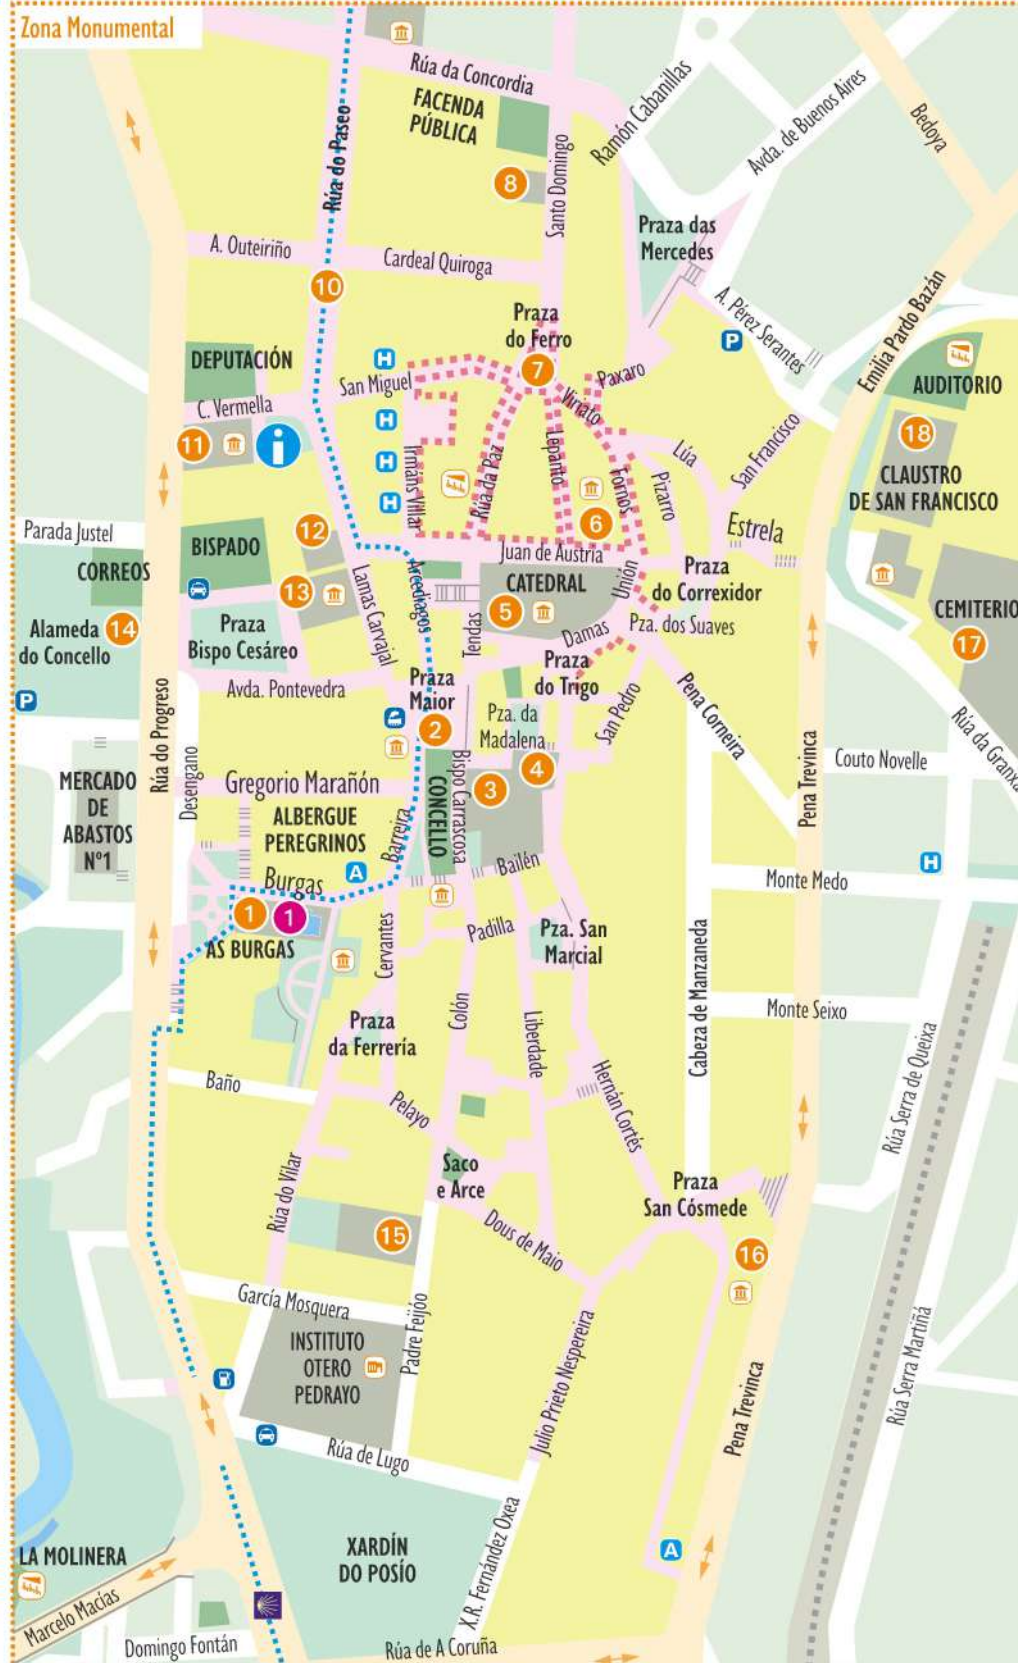 Zona Monumental
Rúa da Concordia
FACENDA
PÚBLICA
Rúa do Paseo
8
Santo Domingo
Ramón Cabanillas
Avda. de Buenos Aires
Bedoya
Praza das
Mercedes
A. Outeiriño
Cardeal Quiroga
10
A. Pérez Serantes
P
Emilia Pardo Bazán
Praza
do Ferro
7
DEPUTACIÓN
H
San Miguel
Viriato
Paxaro
AUDITORIO
C. Vermella
11
i
H
H
H
Irmáns Villar
Rúa da Paz
Lepanto
Fornos
6
Lúa
Pizarro
San Francisco
18
CLAUSTRO
DE SAN FRANCISCO
Estrela
Parada Justel
CORREOS
BISPADO
12
13
Juan de Austria
CATEDRAL
5
Unión
Praza
do Correxidor
Alameda
do Concello
14
Praza
Bispo Cesáreo
Lamas Carvajal
Arcediagos
Tendas
Damas
Pza. dos Suaves
CEMITERIO
17
P
Avda. Pontevedra
Praza
Maior
2
Praza
do Trigo
Pza. da
Madalena
San Pedro
Pena Corneira
Rúa da Granxa
Rúa do Progreso
MERCADO
DE
ABASTOS
Nº1
Desengano
Gregorio Marañón
4
3
CONCELLO
Bispo Carrascosa
Pena Trevinca
Couto Novelle
ALBERGUE
PEREGRINOS
Barreira
A
Bailén
H
Monte Medo
Burgas
1
1
AS BURGAS
Cervantes
Padilla
Pza. San
Marcial
Cabeza de Manzaneda
Monte Seixo
Praza
da Ferrería
Colón
Liberdade
Rúa Serra de Queixa
Baño
Pelayo
Hernán Cortés
Saco
e Arce
Praza
San Cósmede
Rúa do Vilar
15
Dous de Maio
16
García Mosquera
INSTITUTO
OTERO
PEDRAYO
Padre Feijóo
Julio Prieto Nespereira
Rúa Serra Martiñá
Pena Trevinca
Rúa de Lugo
XARDÍN
DO POSÍO
X.R. Fernández Oxea
A
LA MOLINERA
Marcelo Macías
Domingo Fontán
Rúa de A Coruña